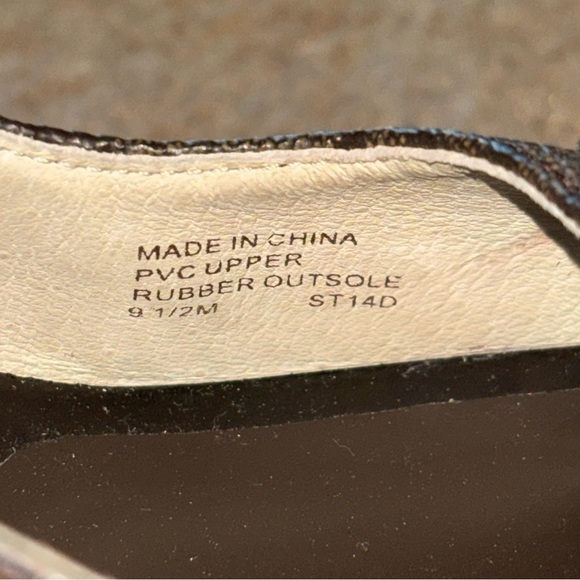 MADE IN CHINA
PVC UPPER
RUBBER OUTSOLE
9 1/2M ST14D